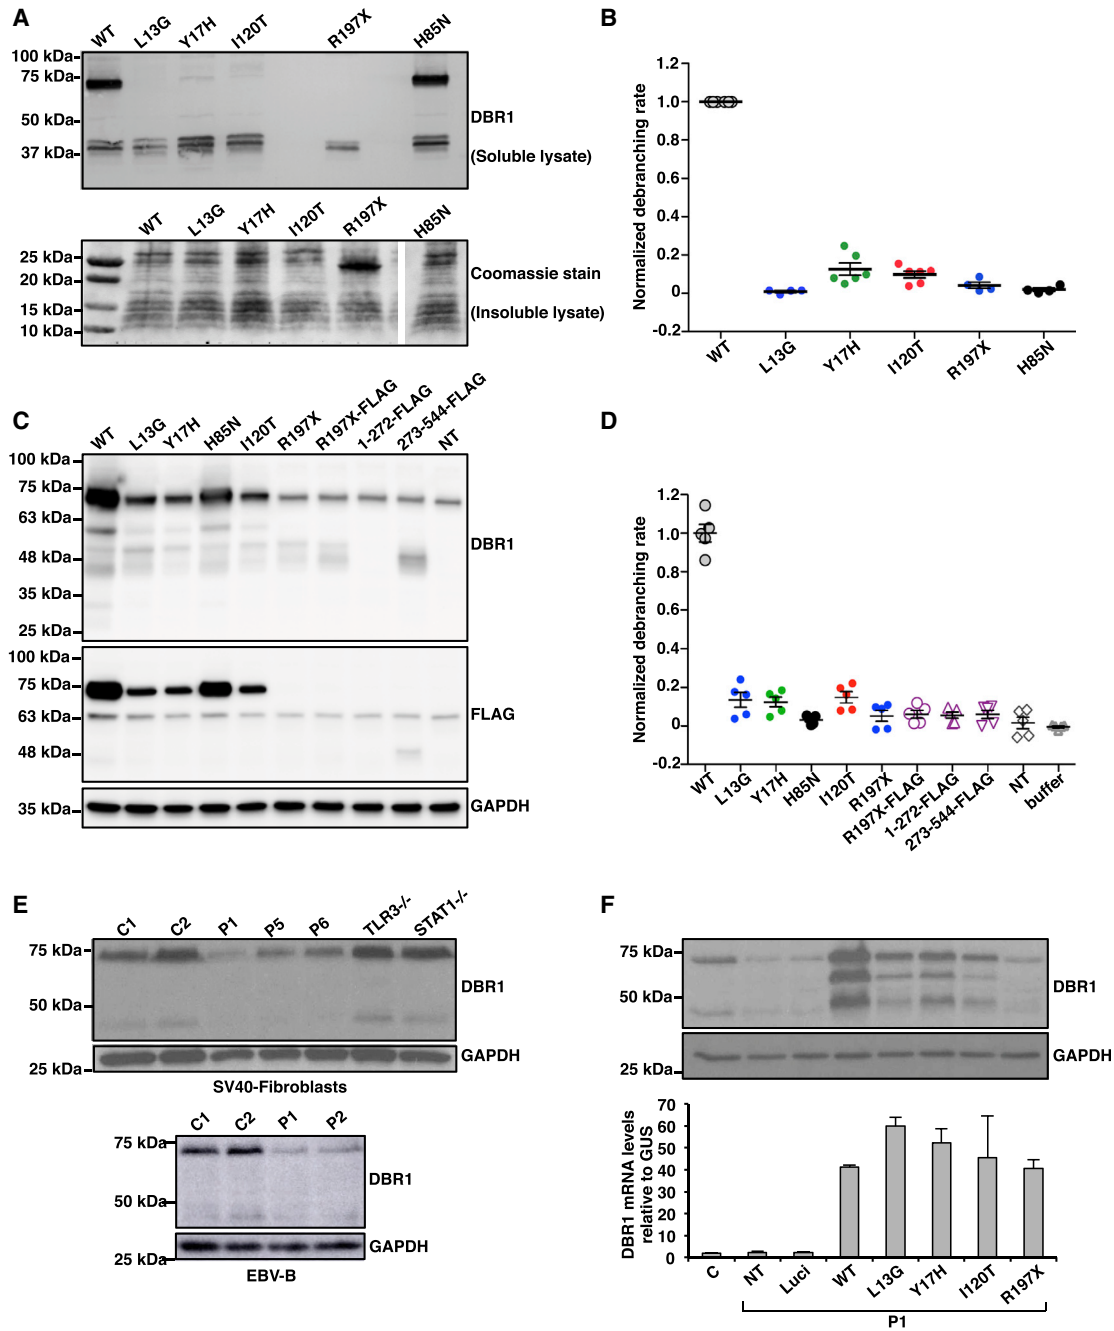 A
WT L13G Y17H I120T R197X H85N
100 kDa
75 kDa
50 kDa
37 kDa
DBR1
(Soluble lysate)
WT L13G Y17H I120T R197X H85N
25 kDa
20 kDa
15 kDa
10 kDa
Coomassie stain
(Insoluble lysate)
B
Normalized debranching rate
1.2
1.0
0.8
0.6
0.4
0.2
0
-0.2
WT L13G Y17H I120T R197X H85N
C
WT L13G Y17H H85N I120T R197X R197X-FLAG 1-272-FLAG 273-544-FLAG NT
100 kDa
75 kDa
63 kDa
48 kDa
35 kDa
25 kDa
DBR1
100 kDa
75 kDa
63 kDa
48 kDa
FLAG
35 kDa
GAPDH
D
Normalized debranching rate
1.2
1.0
0.8
0.6
0.4
0.2
0
-0.2
WT L13G Y17H H85N I120T R197X R197X-FLAG 1-272-FLAG 273-544-FLAG NT buffer
E
C1 C2 P1 P5 P6 TLR3-/- STAT1-/-
75 kDa
50 kDa
DBR1
25 kDa
GAPDH
SV40-Fibroblasts
C1 C2 P1 P2
75 kDa
50 kDa
DBR1
25 kDa
GAPDH
EBV-B
F
75 kDa
50 kDa
DBR1
25 kDa
GAPDH
DBR1 mRNA levels
relative to GUS
70
60
50
40
30
20
10
0
C NT Luci WT L13G Y17H I120T R197X
P1